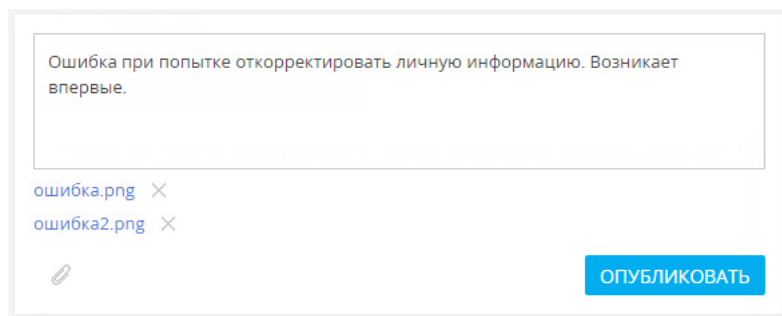 Ошибка при попытке откорректировать личную информацию. Возникает
впервые.
ошибка.png
ошибка2.png
ОПУБЛИКОВАТЬ